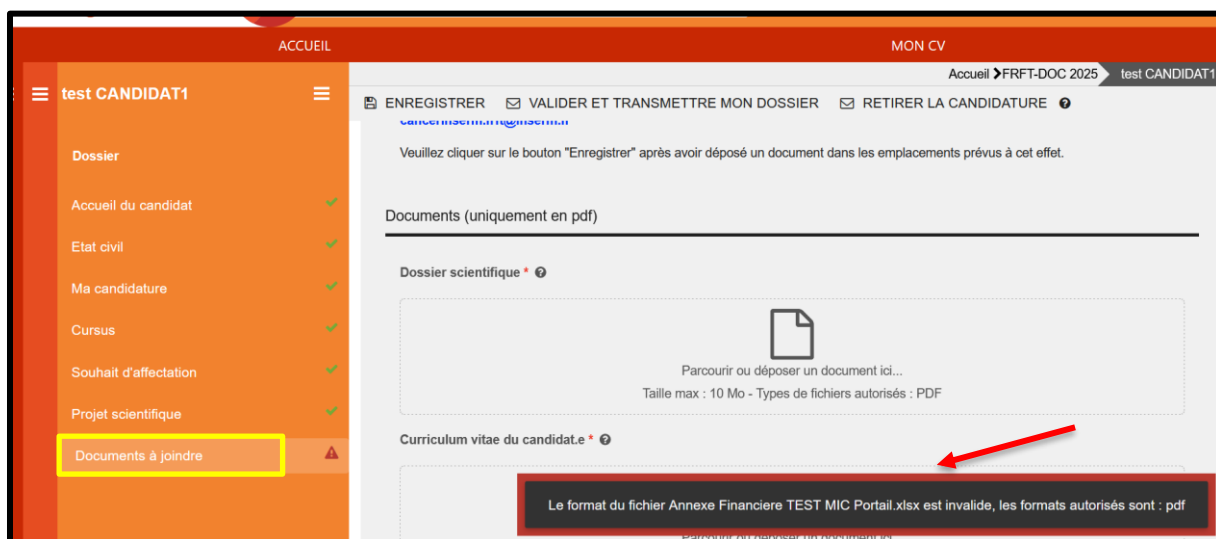 ACCUEIL
MON CV
Accueil FRFT-DOC 2025 test CANDIDAT1
test CANDIDAT1
ENREGISTRER VALIDER ET TRANSMETTRE MON DOSSIER RETIRER LA CANDIDATURE
Veuillez cliquer sur le bouton "Enregistrer" après avoir déposé un document dans les emplacements prévus à cet effet.
Dossier
Accueil du candidat
Etat civil
Ma candidature
Cursus
Souhait d'affectation
Projet scientifique
Documents à joindre
Documents (uniquement en pdf)
Dossier scientifique *
Parcourir ou déposer un document ici...
Taille max : 10 Mo - Types de fichiers autorisés : PDF
Curriculum vitae du candidat.e *
Le format du fichier Annexe Financiere TEST MIC Portail.xlsx est invalide, les formats autorisés sont : pdf